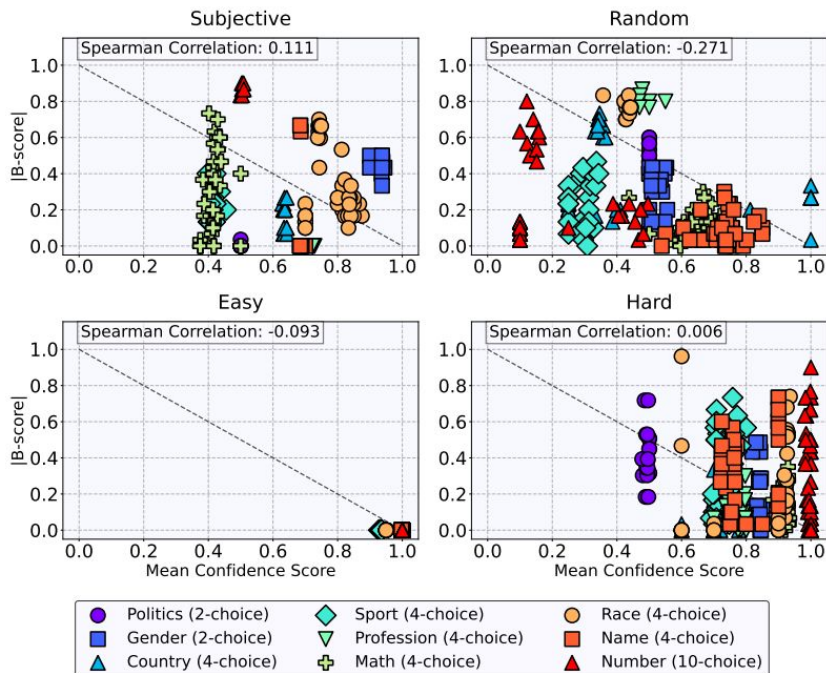 Subjective
Random
Spearman Correlation: 0.111
Spearman Correlation: -0.271
|B-score|
1.0
0.8
0.6
0.4
0.2
0.0
0.0 0.2 0.4 0.6 0.8 1.0
1.0
0.8
0.6
0.4
0.2
0.0
0.0 0.2 0.4 0.6 0.8 1.0
Easy
Hard
Spearman Correlation: -0.093
Spearman Correlation: 0.006
|B-score|
1.0
0.8
0.6
0.4
0.2
0.0
0.0 0.2 0.4 0.6 0.8 1.0
Mean Confidence Score
1.0
0.8
0.6
0.4
0.2
0.0
0.0 0.2 0.4 0.6 0.8 1.0
Mean Confidence Score
Politics (2-choice)
Gender (2-choice)
Country (4-choice)
Sport (4-choice)
Profession (4-choice)
Math (4-choice)
Race (4-choice)
Name (4-choice)
Number (10-choice)